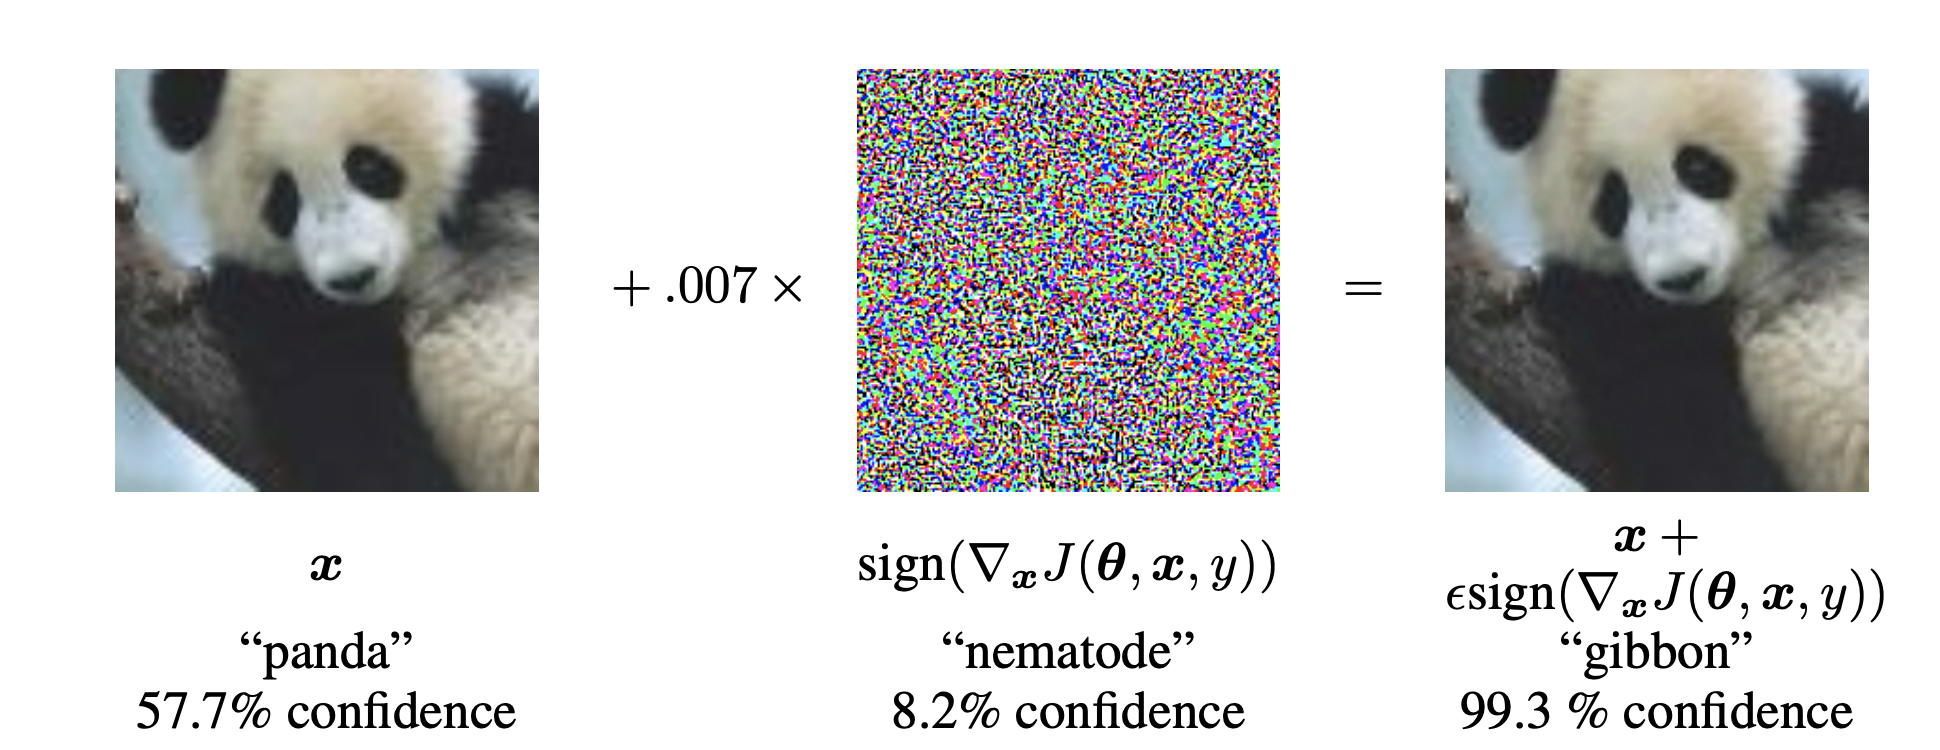 + .007 ×
=
x
sign(∇ₓJ(θ, x, y))
x +
ϵsign(∇ₓJ(θ, x, y))
“panda”
“nematode”
“gibbon”
57.7% confidence
8.2% confidence
99.3 % confidence